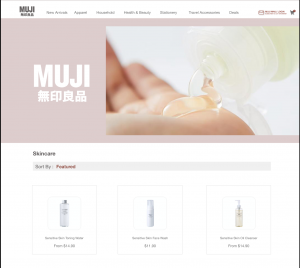 MUJI
無印良品
New Arrivals Apparel Household Health & Beauty Stationery Travel Accessories Deals
MUJI
無印良品
Skincare
Sort By : Featured
Sensitive Skin Toning Water
Sensitive Skin Face Wash
Sensitive Skin Oil Cleanser
From $14.90
$11.90
From $14.90